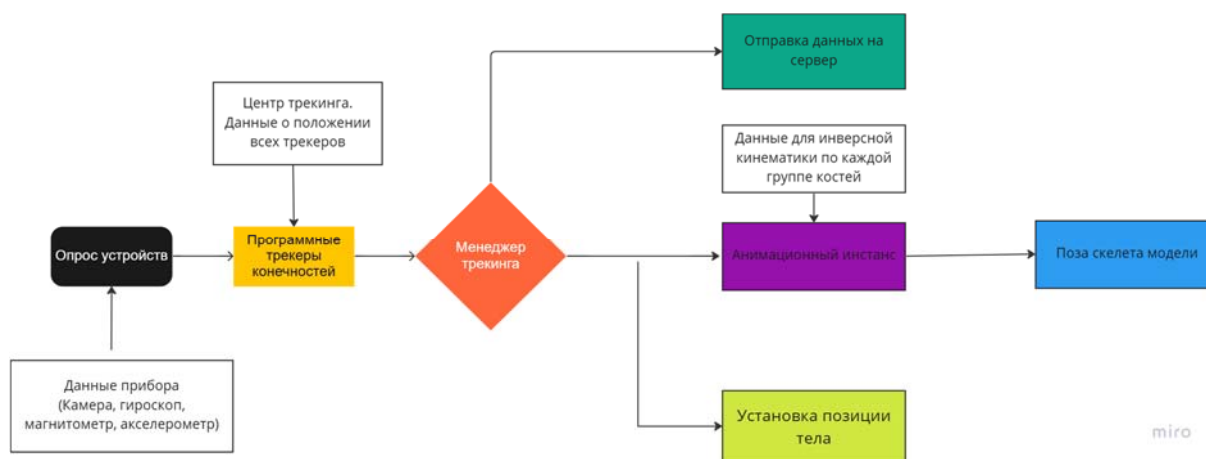 Отправка данных на
сервер
Центр трекинга.
Данные о положении
всех трекеров
Данные для инверсной
кинематики по каждой
группе костей
Опрос устройств
Программные
трекеры
конечностей
Менеджер
трекинга
Анимационный инстанс
Поза скелета модели
Данные прибора
(Камера, гироскоп,
магнитометр, акселерометр)
Установка позиции
тела
miro